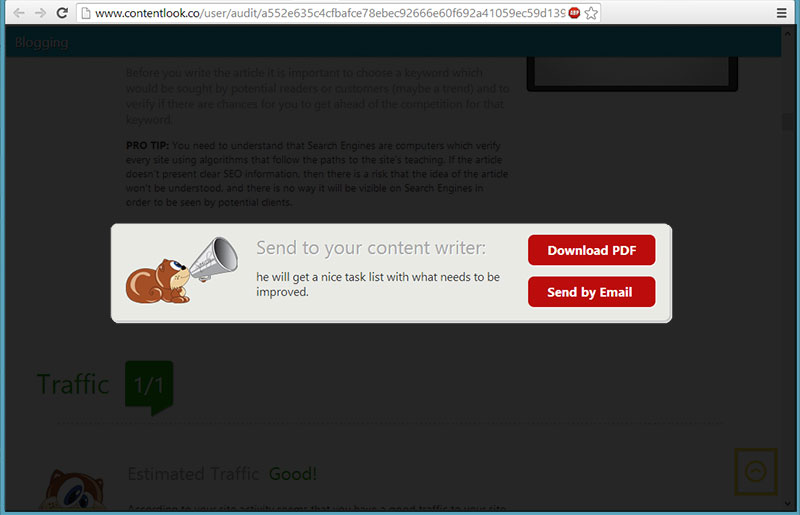 www.contentlook.co/user/audit/a552e635c4cfbafce78ebec92666e60f692a41059ec59d139
ABP
Blogging
Before you write the article it is important to choose a keyword which
would be sought by potential readers or customers (maybe a trend) and to
verify if there are chances for you to get ahead of the competition for that
keyword.
PRO TIP: You need to understand that Search Engines are computers which verify
every site using algorithms that follow the paths to the site's teaching. If the article
doesn't present clear SEO information, then there is a risk that the idea of the article
won't be understood, and there is no way it will be vizible on Search Engines in
order to be seen by potential clients.
Send to your content writer:
he will get a nice task list with what needs to be
improved.
Download PDF
Send by Email
Traffic 1/1
Estimated Traffic Good!
According to your site activity seems that you have a good traffic to your site